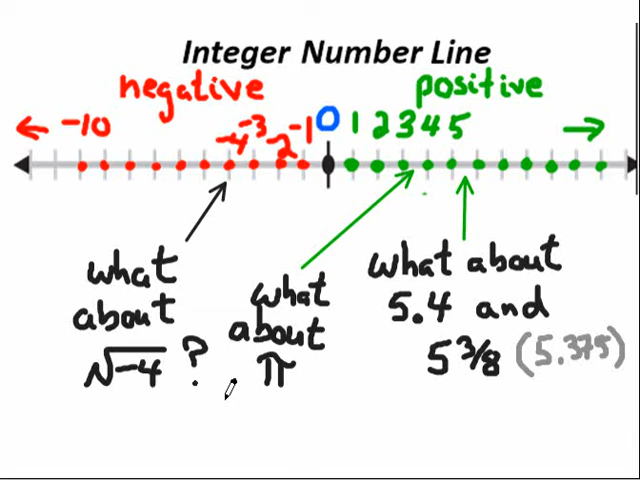 Integer Number Line
negative positive
-10 -4 -3 -2 -1 0 1 2 3 4 5
what
about
√-4 ?
what
about
π
what about
5.4 and
5 3/8 (5.375)